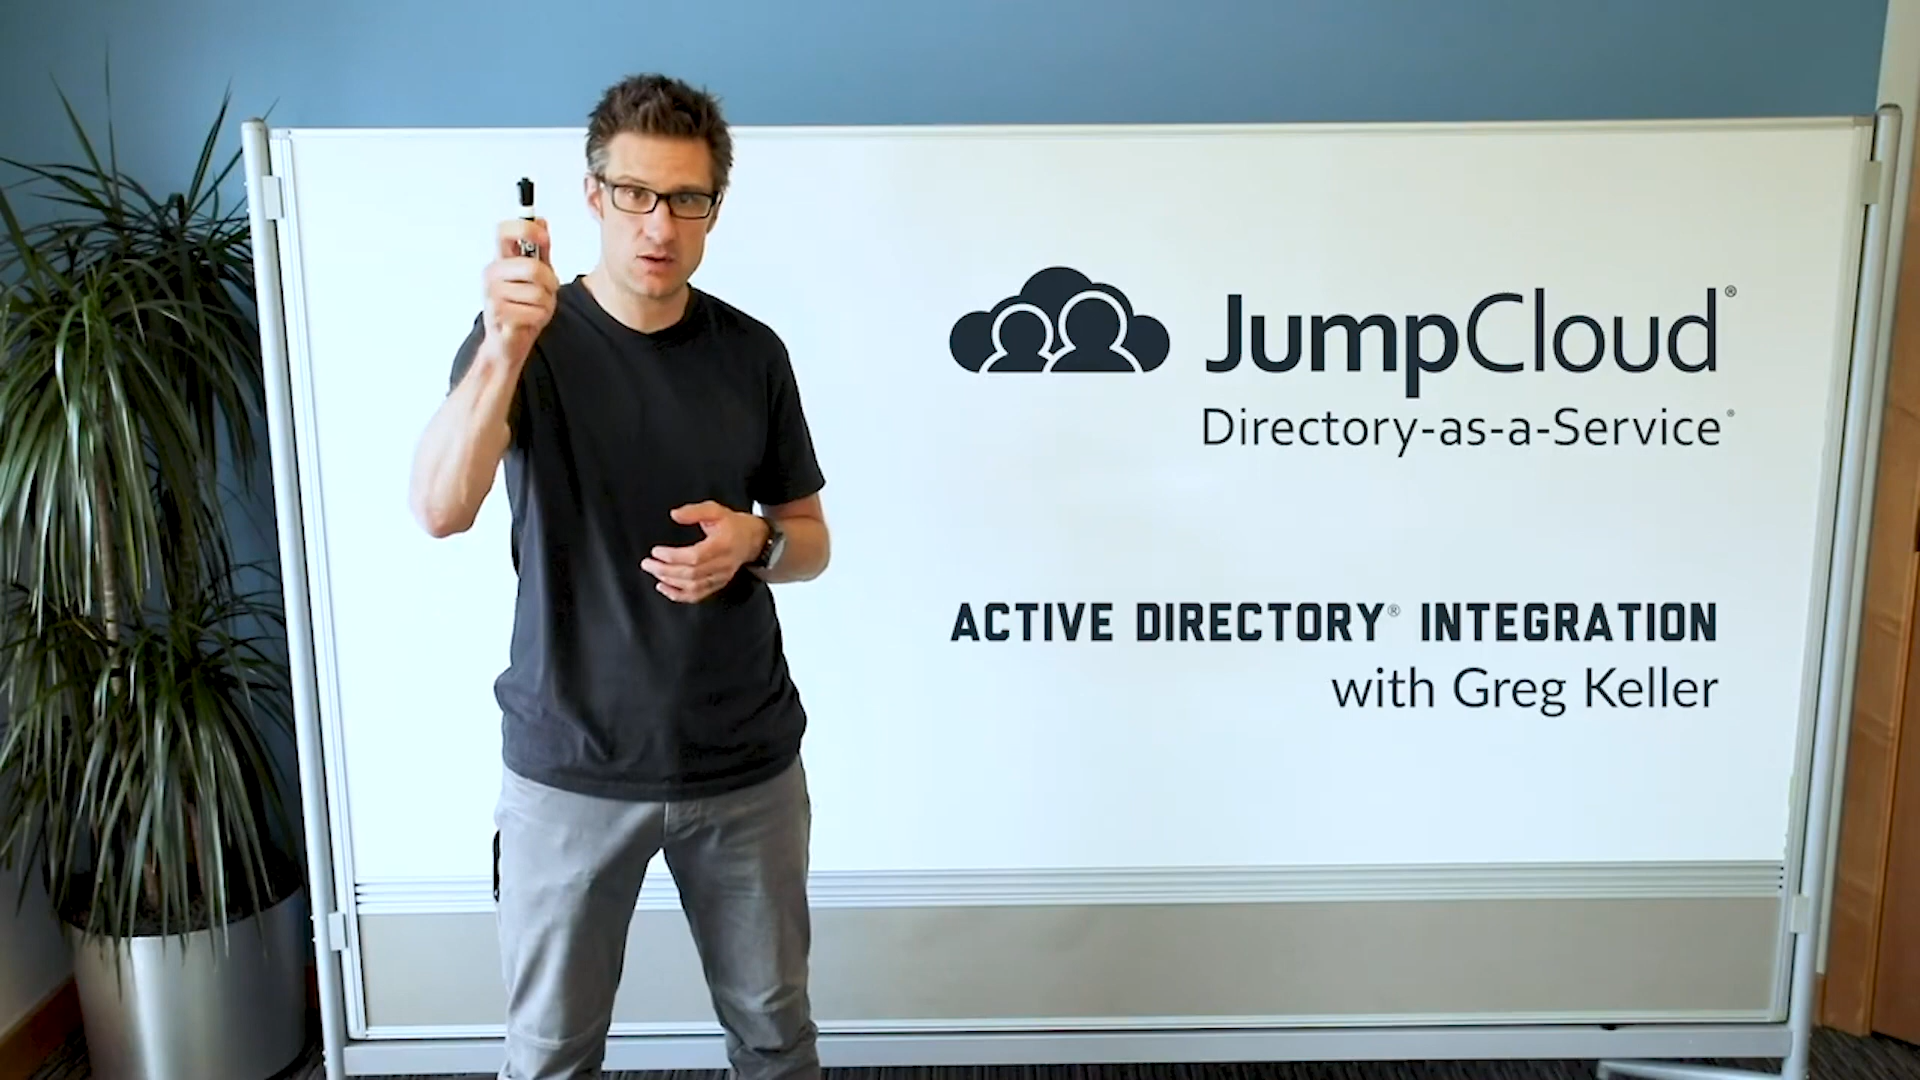 JumpCloud®
Directory-as-a-Service®
ACTIVE DIRECTORY® INTEGRATION
with Greg Keller